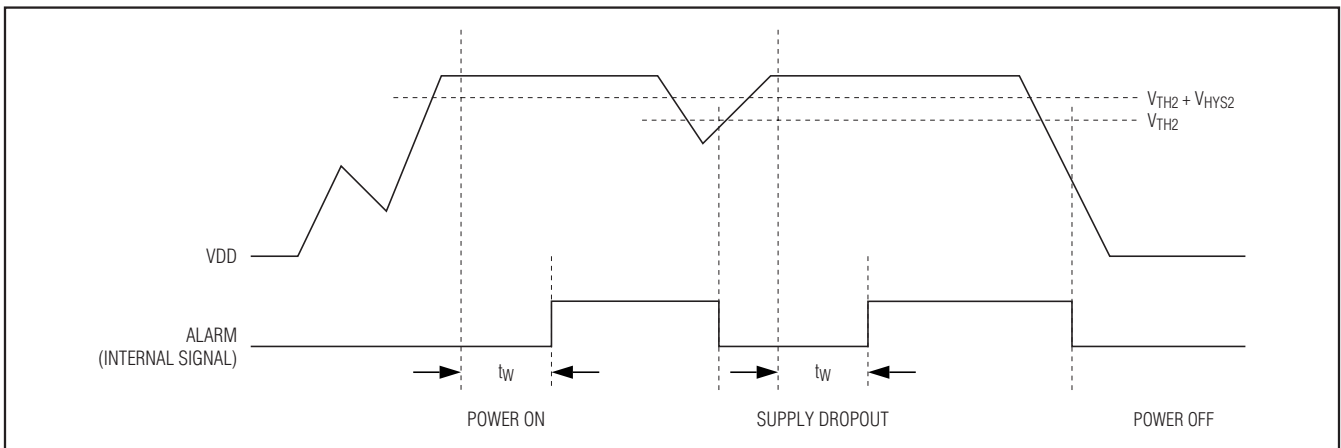 VTH2 + VHYS2
VTH2
VDD
ALARM
(INTERNAL SIGNAL)
tW
tW
POWER ON
SUPPLY DROPOUT
POWER OFF